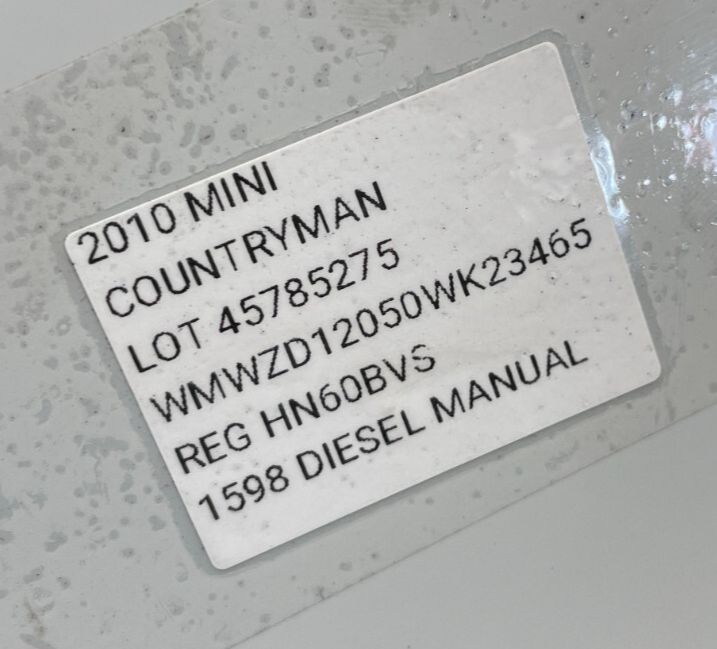 2010 MINI
COUNTRYMAN
LOT 45785275
WMWZD12050WK23465
REG HN60BVS
1598 DIESEL MANUAL